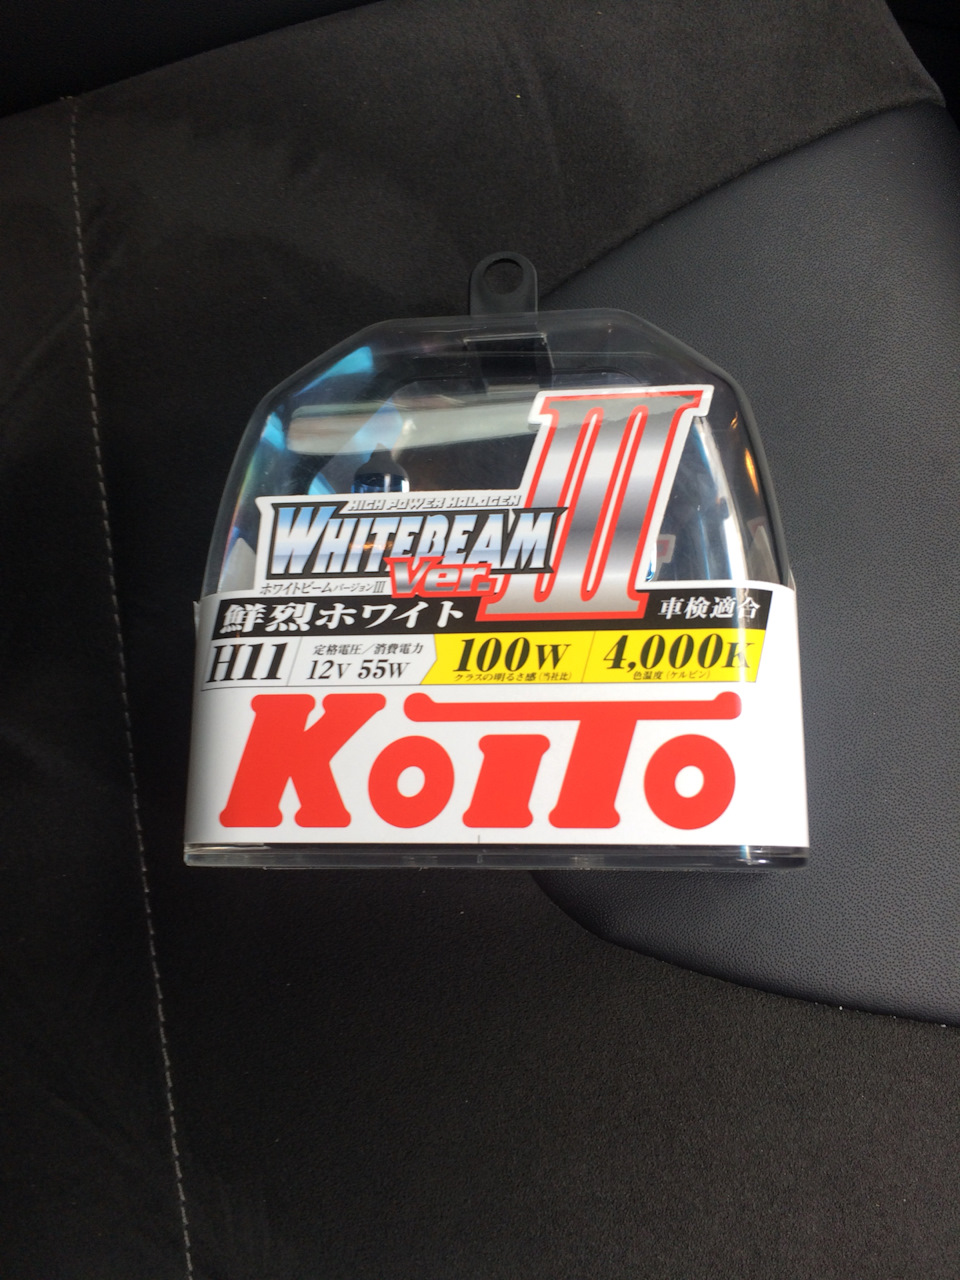 HIGH POWER HALOGEN
WHITEBEAM III
Ver.
ホワイトビームバージョンIII
鮮烈ホワイト 車検適合
H11 定格電圧/消費電力 12V 55W 100W クラスの明るさ感(当社比) 4,000K 色温度(ケルビン)
KOITO